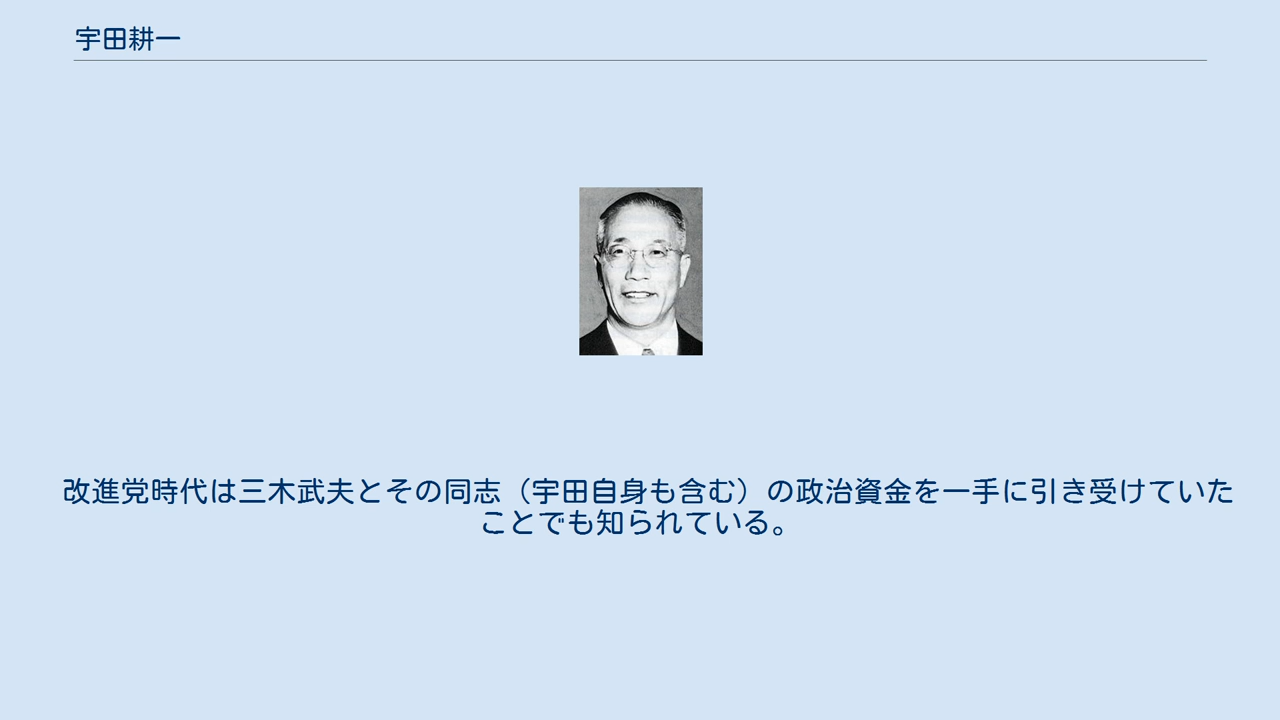 宇田耕一
改進党時代は三木武夫とその同志（宇田自身も含む）の政治資金を一手に引き受けていた
ことでも知られている。